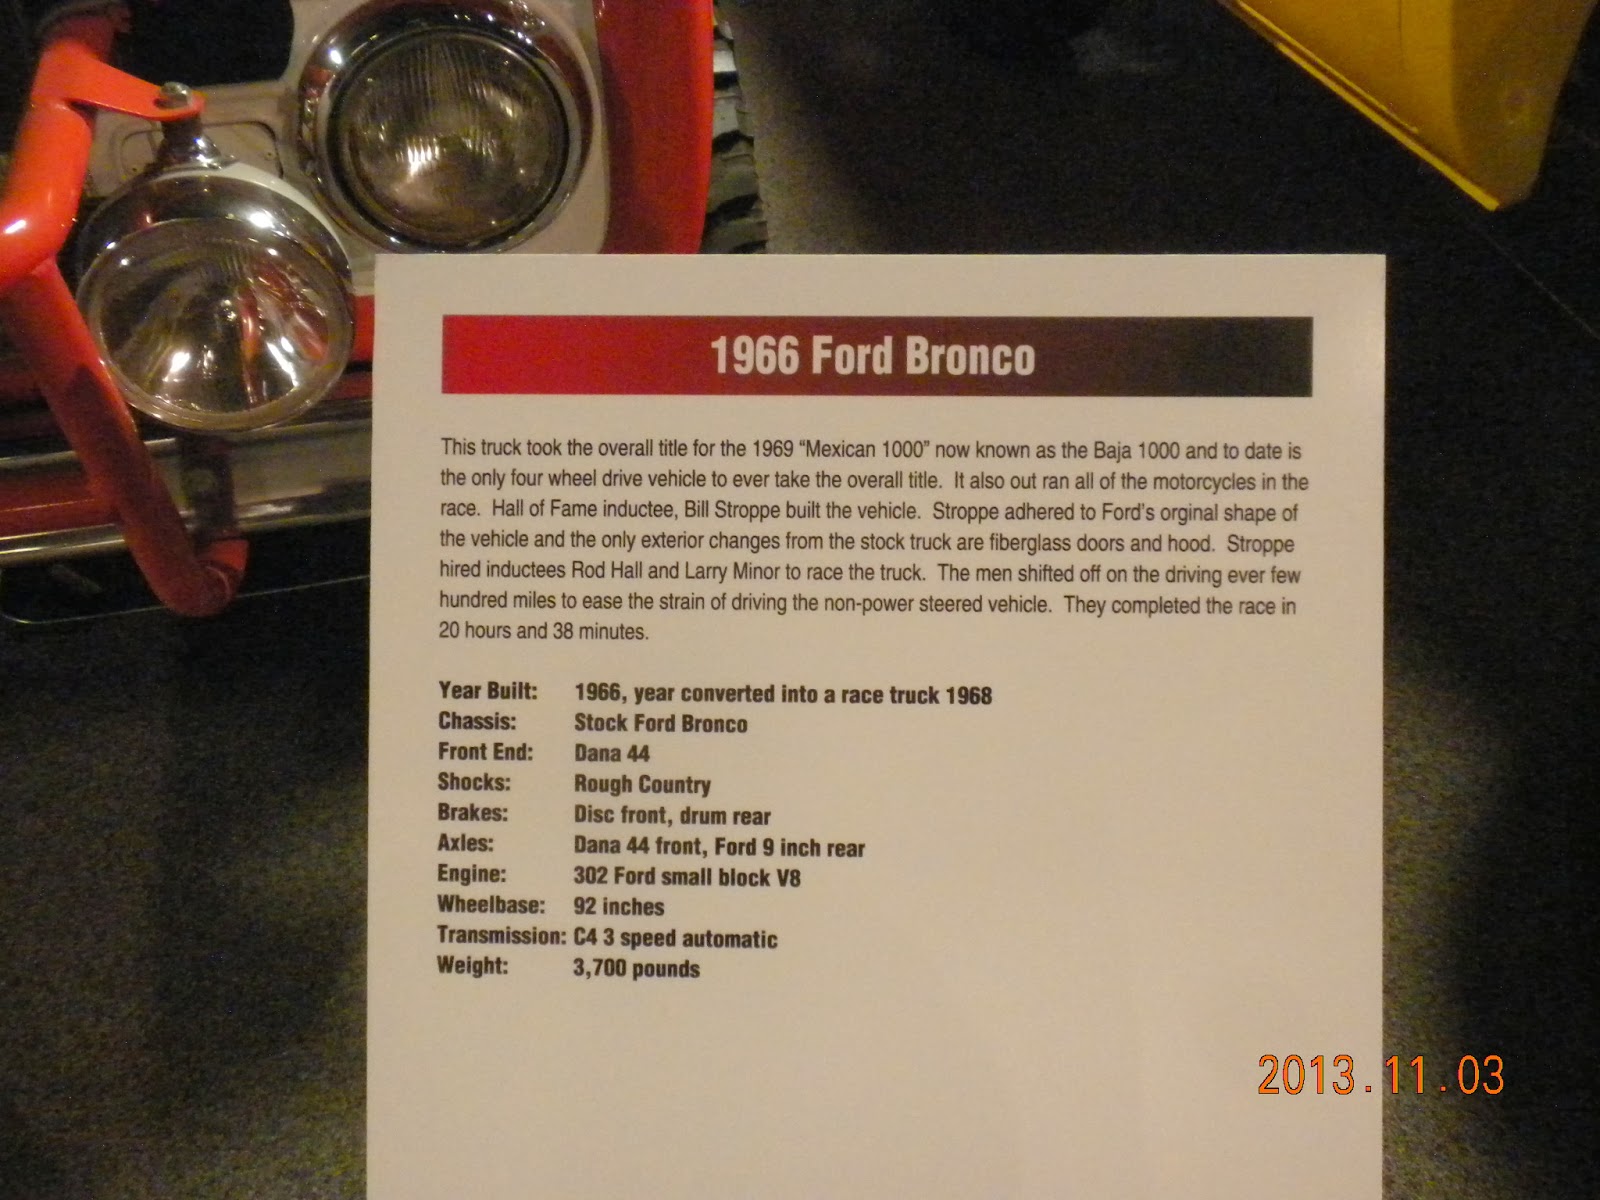 1966 Ford Bronco
This truck took the overall title for the 1969 “Mexican 1000” now known as the Baja 1000 and to date is
the only four wheel drive vehicle to ever take the overall title.  It also out ran all of the motorcycles in the
race.  Hall of Fame inductee, Bill Stroppe built the vehicle.  Stroppe adhered to Ford's orginal shape of
the vehicle and the only exterior changes from the stock truck are fiberglass doors and hood.  Stroppe
hired inductees Rod Hall and Larry Minor to race the truck.  The men shifted off on the driving ever few
hundred miles to ease the strain of driving the non-power steered vehicle.  They completed the race in
20 hours and 38 minutes.
Year Built: 1966, year converted into a race truck 1968
Chassis: Stock Ford Bronco
Front End: Dana 44
Shocks: Rough Country
Brakes: Disc front, drum rear
Axles: Dana 44 front, Ford 9 inch rear
Engine: 302 Ford small block V8
Wheelbase: 92 inches
Transmission: C4 3 speed automatic
Weight: 3,700 pounds
2013.11.03